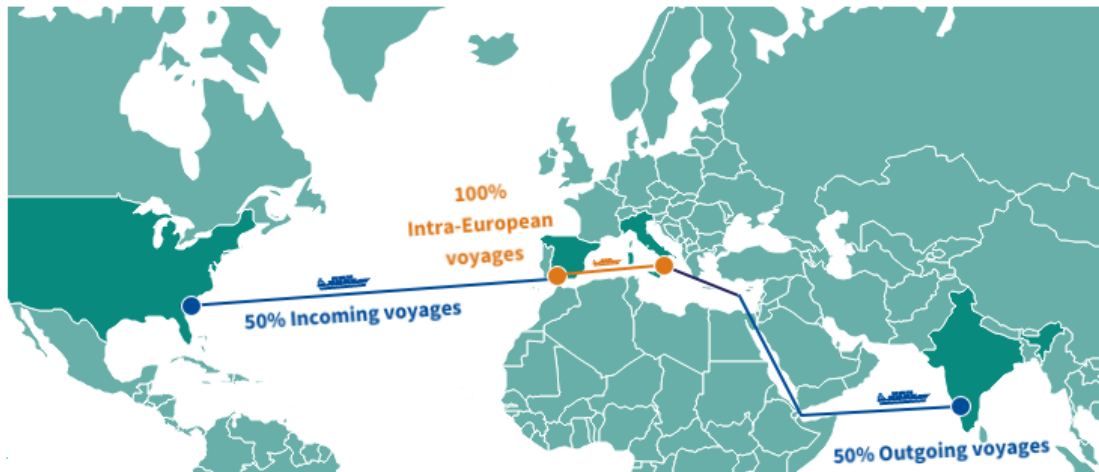 100%
Intra-European
voyages
50% Incoming voyages
50% Outgoing voyages